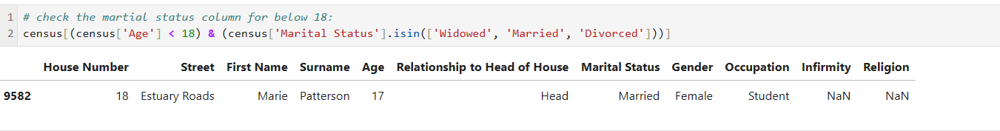 1 # check the martial status column for below 18:
2 census[(census['Age'] < 18) & (census['Marital Status'].isin(['Widowed', 'Married', 'Divorced']))]
House Number Street First Name Surname Age Relationship to Head of House Marital Status Gender Occupation Infirmity Religion
9582 18 Estuary Roads Marie Patterson 17 Head Married Female Student NaN NaN